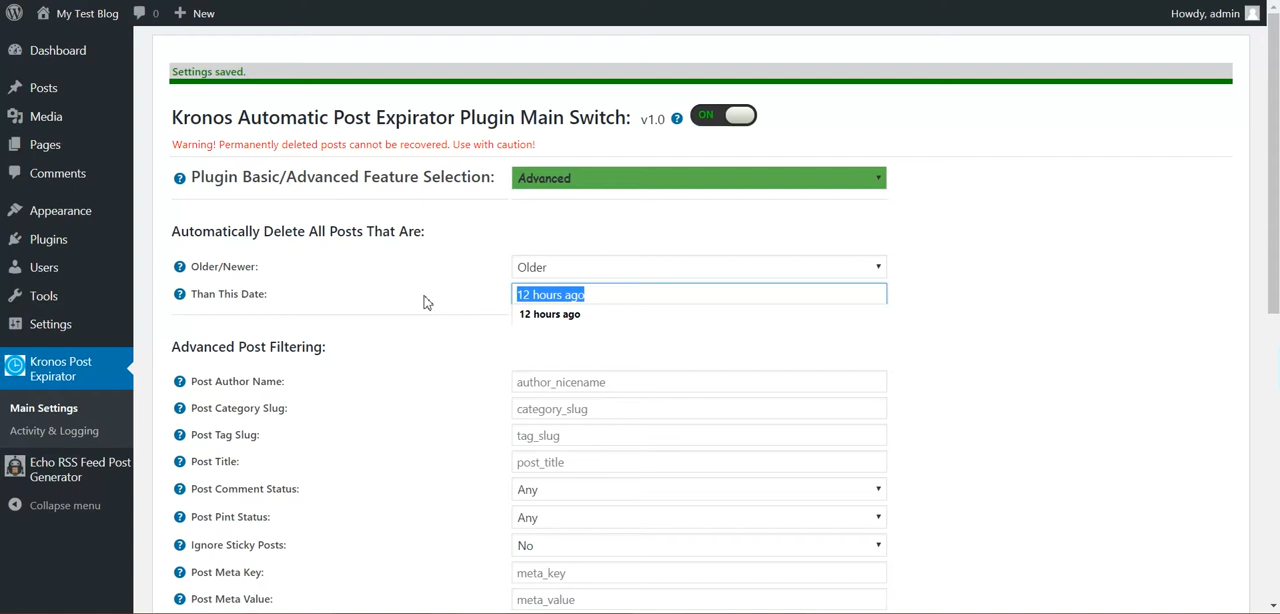 My Test Blog 0 New Howdy, admin
Dashboard
Posts
Media
Pages
Comments
Appearance
Plugins
Users
Tools
Settings
Kronos Post
Expirator
Main Settings
Activity & Logging
Echo RSS Feed Post
Generator
Collapse menu
Settings saved.
Kronos Automatic Post Expirator Plugin Main Switch: v1.0 ? ON
Warning! Permanently deleted posts cannot be recovered. Use with caution!
? Plugin Basic/Advanced Feature Selection: Advanced
Automatically Delete All Posts That Are:
? Older/Newer: Older
? Than This Date: 12 hours ago
12 hours ago
Advanced Post Filtering:
? Post Author Name: author_nicename
? Post Category Slug: category_slug
? Post Tag Slug: tag_slug
? Post Title: post_title
? Post Comment Status: Any
? Post Pint Status: Any
? Ignore Sticky Posts: No
? Post Meta Key: meta_key
? Post Meta Value: meta_value